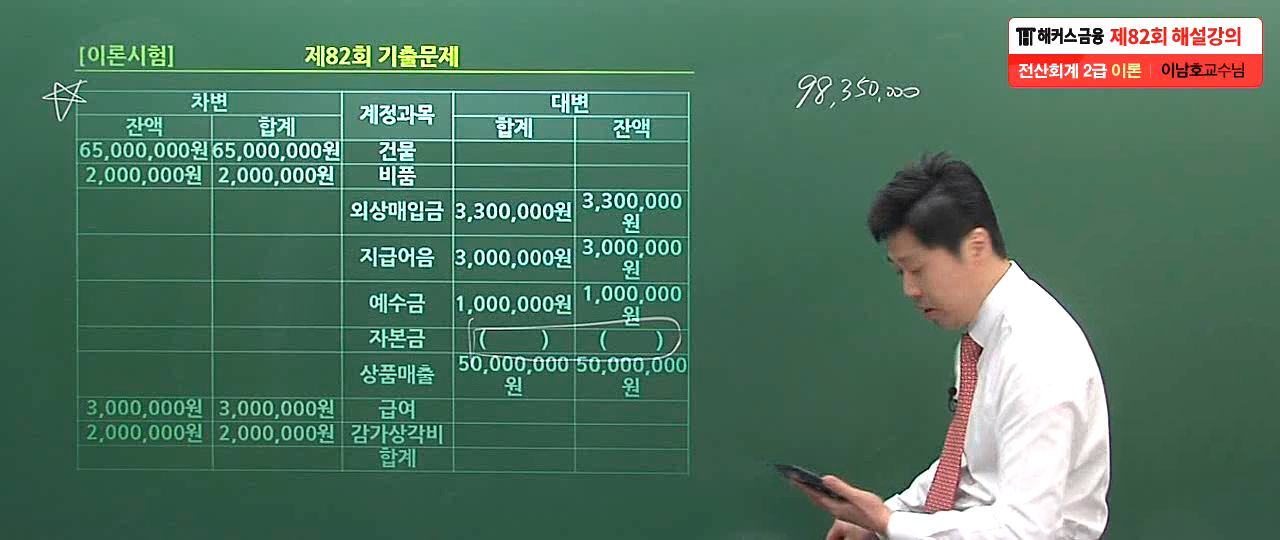 [이론시험] 제82회 기출문제
98,350,000
해커스금융 제82회 해설강의
전산회계 2급 이론 | 이남호교수님
차변 계정과목 대변
잔액 합계 합계 잔액
65,000,000원 65,000,000원 건물
2,000,000원 2,000,000원 비품
외상매입금 3,300,000원 3,300,000
원
지급어음 3,000,000원 3,000,000
원
예수금 1,000,000원 1,000,000
원
자본금 ( ) ( )
상품매출 50,000,000
원 50,000,000
원
3,000,000원 3,000,000원 급여
2,000,000원 2,000,000원 감가상각비
합계